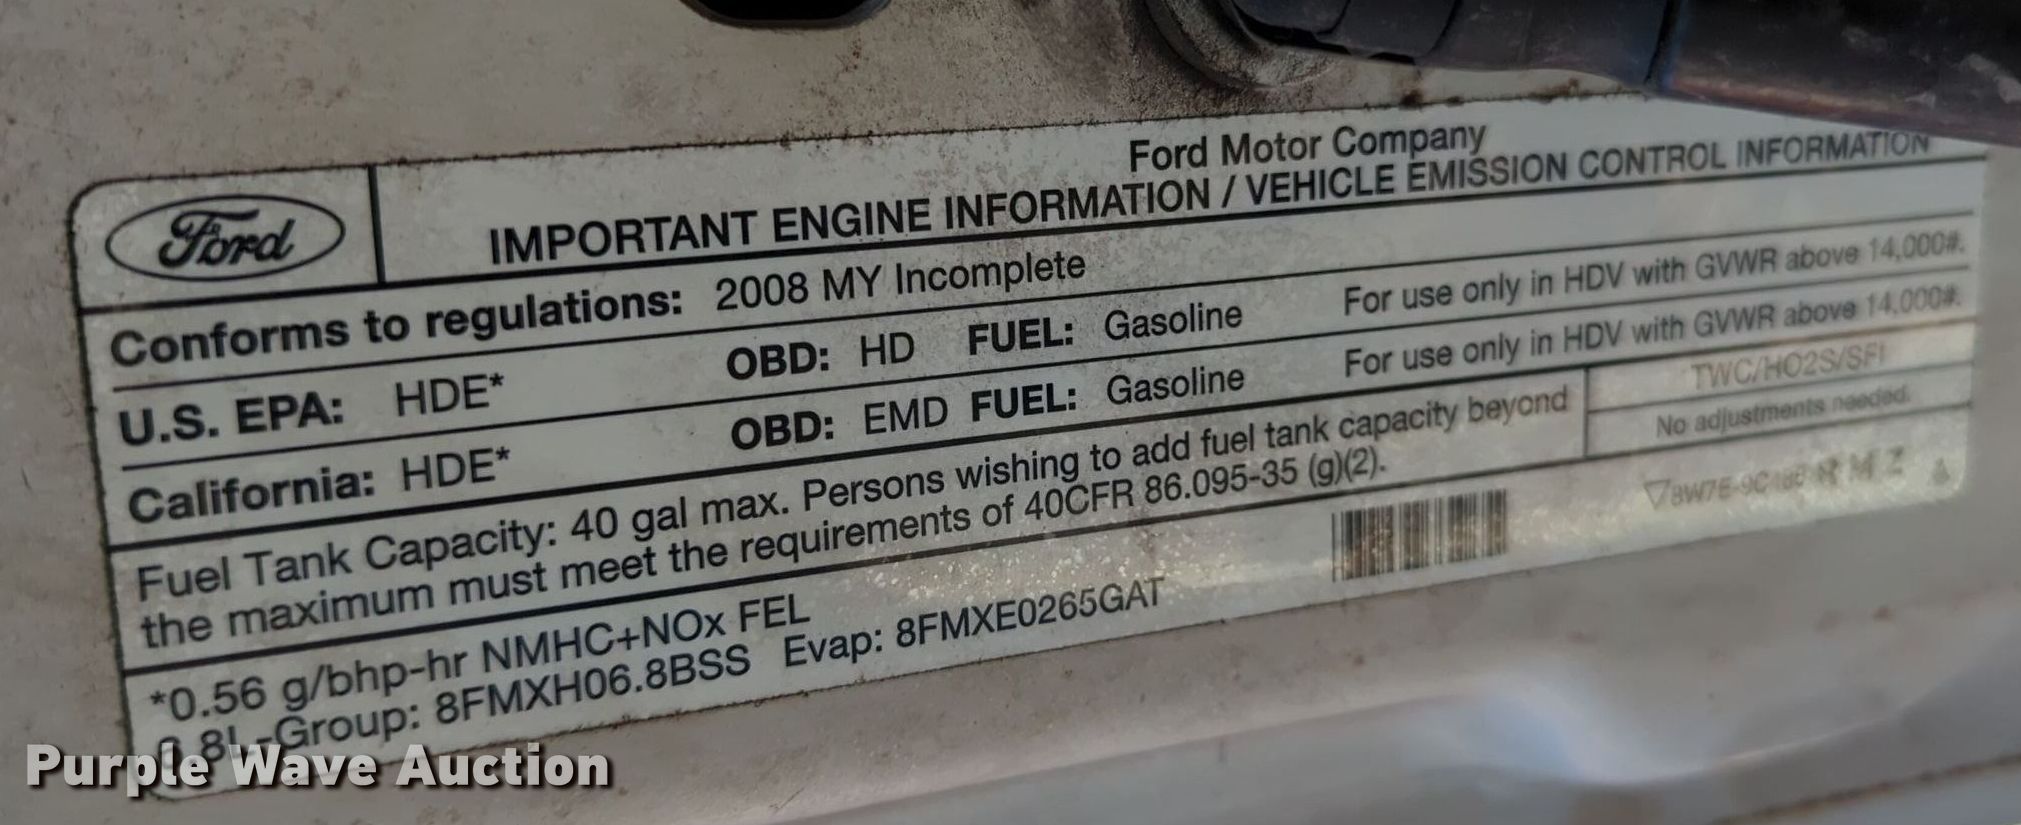 Ford Motor Company
Ford
IMPORTANT ENGINE INFORMATION / VEHICLE EMISSION CONTROL INFORMATION
Conforms to regulations: 2008 MY Incomplete
U.S. EPA: HDE* OBD: HD FUEL: Gasoline For use only in HDV with GVWR above 14,000#.
California: HDE* OBD: EMD FUEL: Gasoline For use only in HDV with GVWR above 14,000#.
Fuel Tank Capacity: 40 gal max. Persons wishing to add fuel tank capacity beyond
the maximum must meet the requirements of 40CFR 86.095-35 (g)(2).
TWC/HO2S/SFI
No adjustments needed.
*0.56 g/bhp-hr NMHC+NOx FEL
6.8L-Group: 8FMXH06.8BSS Evap: 8FMXE0265GAT
Purple Wave Auction